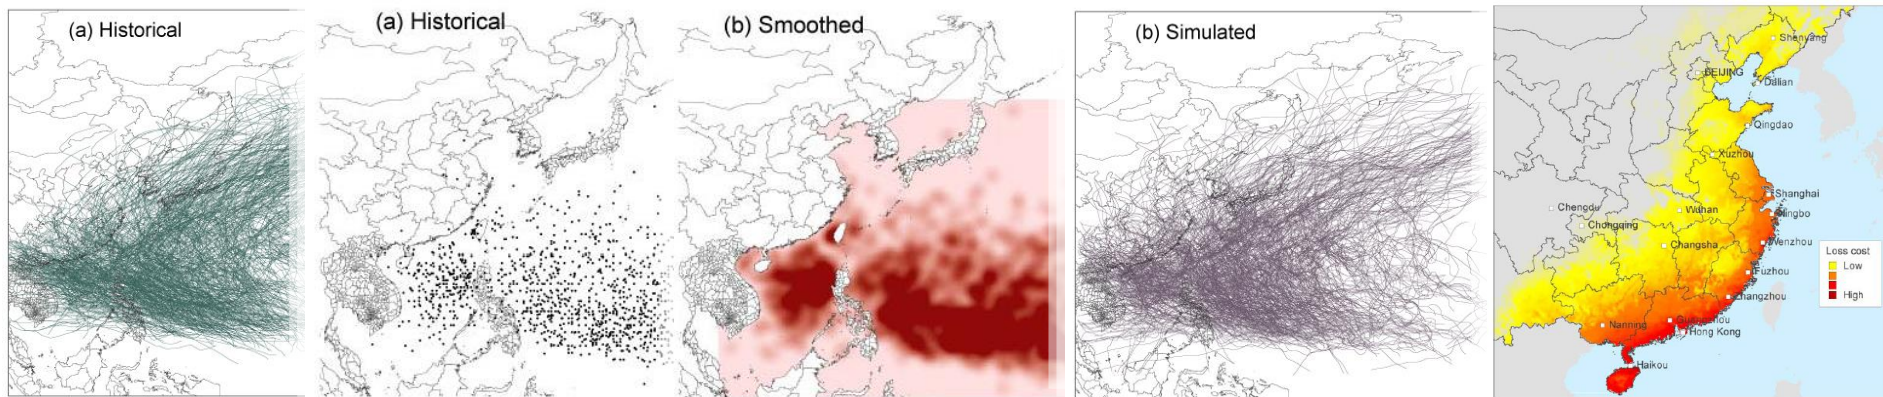 (a) Historical
(a) Historical
(b) Smoothed
(b) Simulated
Shenyang
BEIJING
Dalian
Qingdao
Xuzhou
Shanghai
Chengdu
Wuhan
Ningbo
Chongqing
Changsha
Wenzhou
Loss cost
Low
High
Fuzhou
Zhangzhou
Guangzhou
Nanning
Hong Kong
Haikou